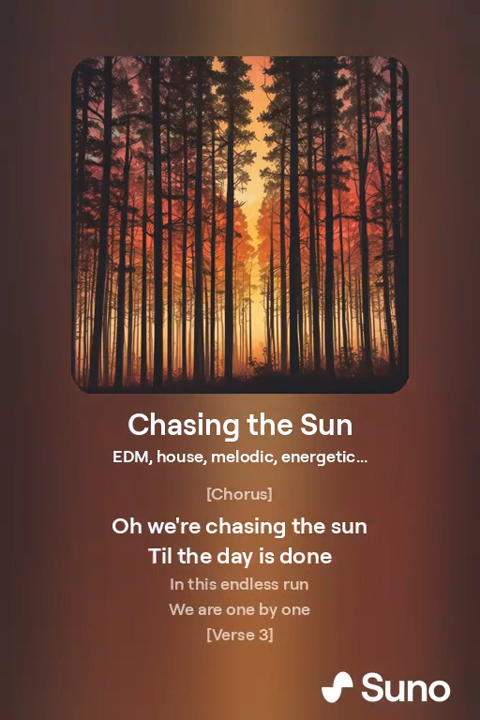 Chasing the Sun
EDM, house, melodic, energetic...
[Chorus]
Oh we're chasing the sun
Til the day is done
In this endless run
We are one by one
[Verse 3]
Suno